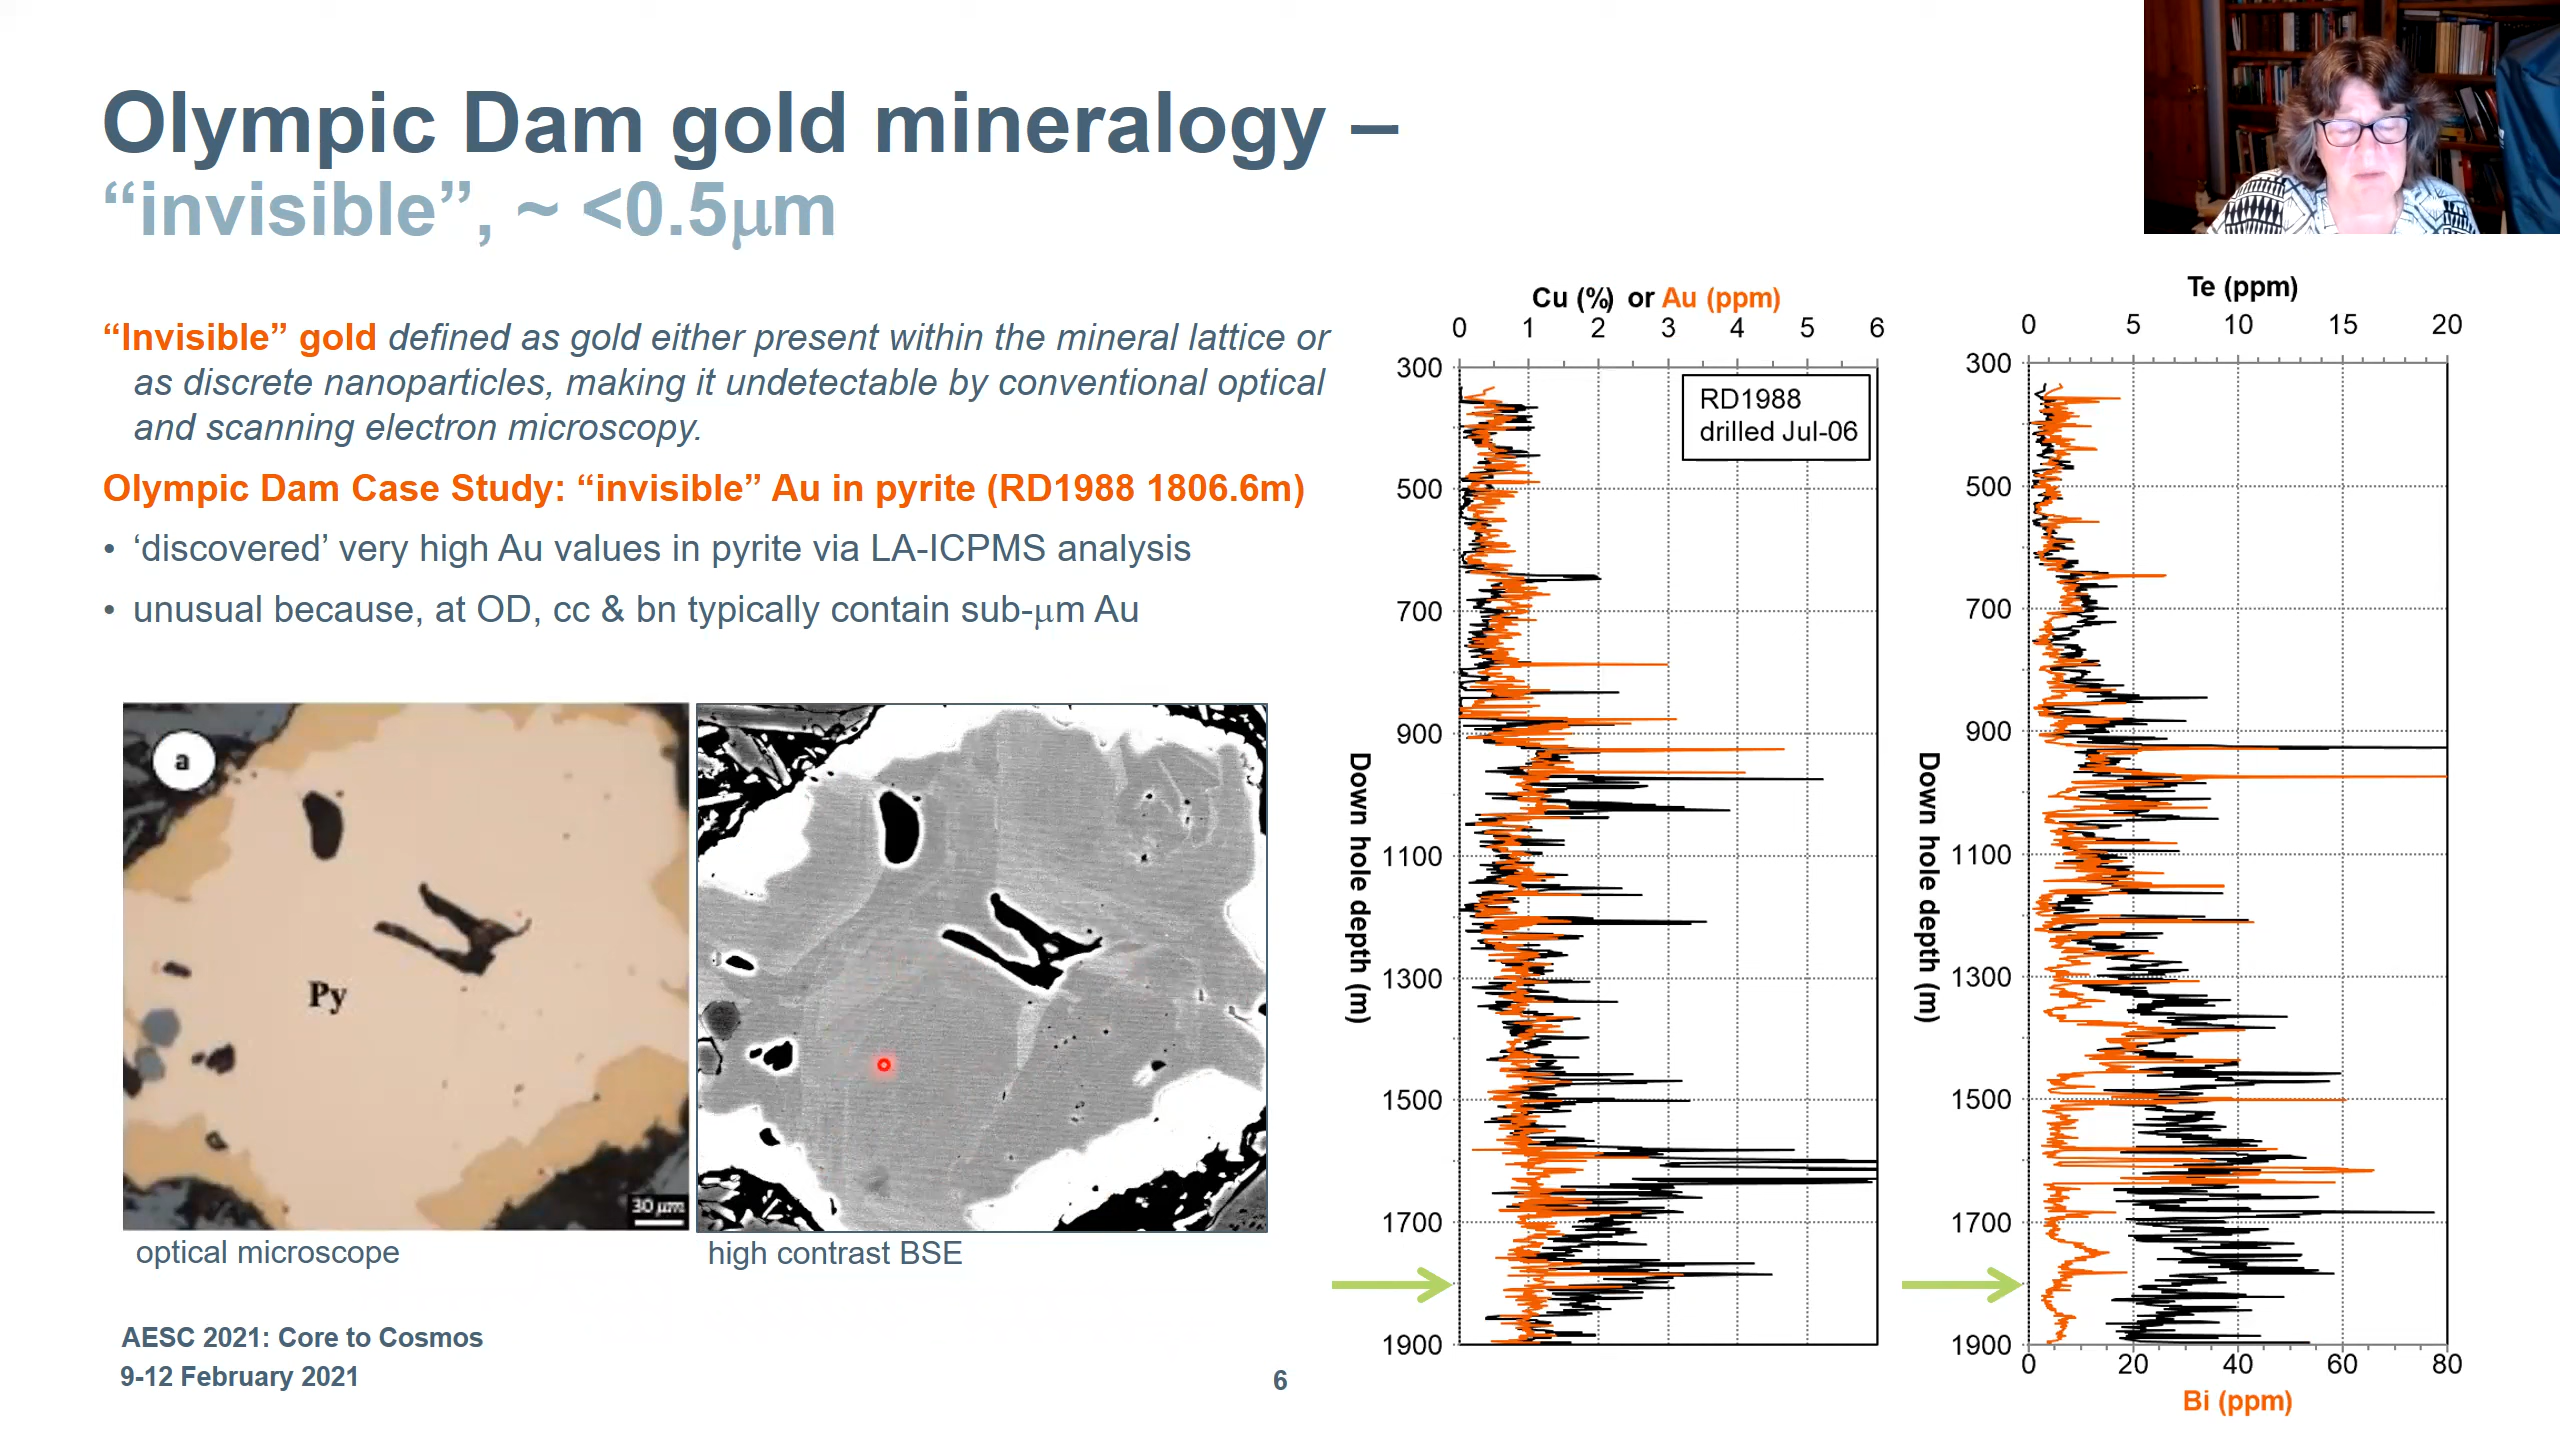 Olympic Dam gold mineralogy –
“invisible”, ~ <0.5μm
“Invisible” gold defined as gold either present within the mineral lattice or
as discrete nanoparticles, making it undetectable by conventional optical
and scanning electron microscopy.
Olympic Dam Case Study: “invisible” Au in pyrite (RD1988 1806.6m)
• ‘discovered’ very high Au values in pyrite via LA-ICPMS analysis
• unusual because, at OD, cc & bn typically contain sub-μm Au
a
Py
30 μm
optical microscope
high contrast BSE
AESC 2021: Core to Cosmos
9-12 February 2021
6
Cu (%) or Au (ppm)
0 1 2 3 4 5 6
RD1988
drilled Jul-06
Down hole depth (m)
300
500
700
900
1100
1300
1500
1700
1900
Te (ppm)
0 5 10 15 20
Down hole depth (m)
300
500
700
900
1100
1300
1500
1700
1900
0 20 40 60 80
Bi (ppm)